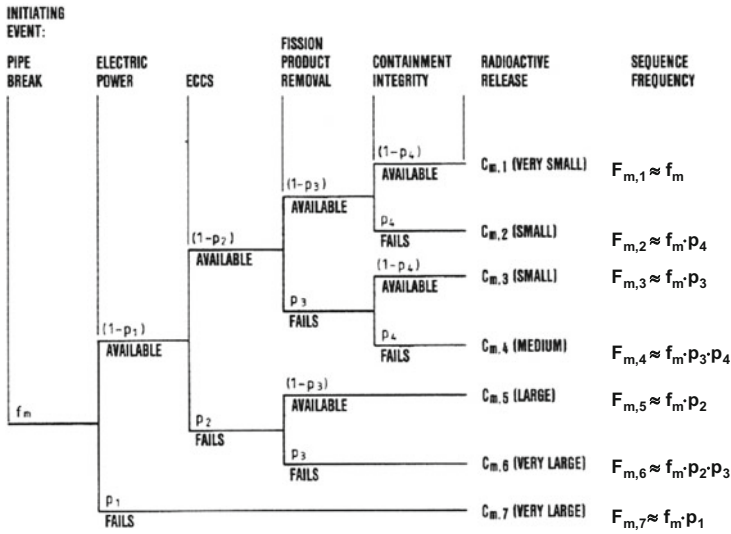 INITIATING
EVENT:
PIPE
BREAK
ELECTRIC
POWER
ECCS
FISSION
PRODUCT
REMOVAL
CONTAINMENT
INTEGRITY
RADIOACTIVE
RELEASE
SEQUENCE
FREQUENCY
(1-p₄)
AVAILABLE
Cₘ.₁ (VERY SMALL)
Fₘ,₁ ≈ fₘ
(1-p₃)
AVAILABLE
p₄
FAILS
Cₘ.₂ (SMALL)
Fₘ,₂ ≈ fₘ·p₄
(1-p₂)
AVAILABLE
(1-p₄)
AVAILABLE
Cₘ.₃ (SMALL)
Fₘ,₃ ≈ fₘ·p₃
p₃
FAILS
p₄
FAILS
Cₘ.₄ (MEDIUM)
Fₘ,₄ ≈ fₘ·p₃·p₄
(1-p₁)
AVAILABLE
(1-p₃)
AVAILABLE
Cₘ.₅ (LARGE)
Fₘ,₅ ≈ fₘ·p₂
fₘ
p₂
FAILS
p₃
FAILS
Cₘ.₆ (VERY LARGE)
Fₘ,₆ ≈ fₘ·p₂·p₃
p₁
FAILS
Cₘ.₇ (VERY LARGE)
Fₘ,₇ ≈ fₘ·p₁